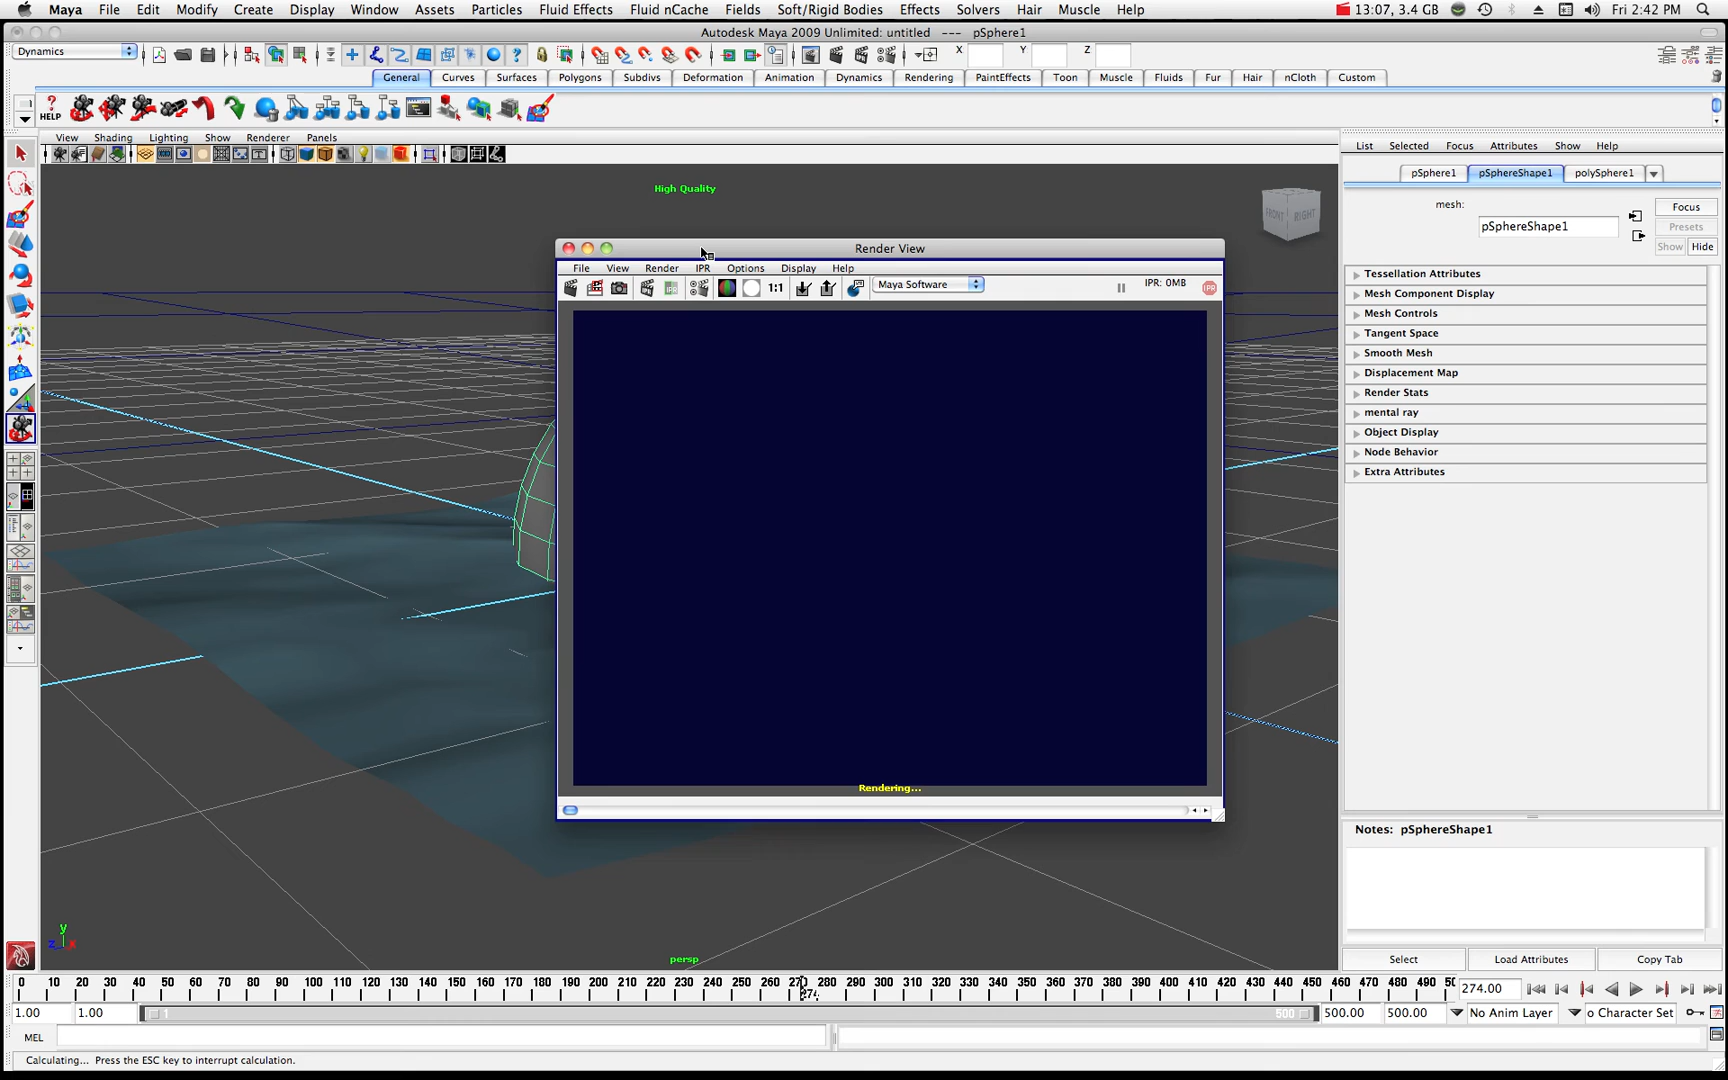 Maya File Edit Modify Create Display Window Assets Particles Fluid Effects Fluid nCache Fields Soft/Rigid Bodies Effects Solvers Hair Muscle Help 13:07, 3.4 GB Fri 2:42 PM
Autodesk Maya 2009 Unlimited: untitled --- pSphere1
Dynamics X Y Z
General Curves Surfaces Polygons Subdivs Deformation Animation Dynamics Rendering PaintEffects Toon Muscle Fluids Fur Hair nCloth Custom
? HELP
View Shading Lighting Show Renderer Panels
List Selected Focus Attributes Show Help
pSphere1 pSphereShape1 polySphere1
High Quality
FRONT RIGHT
mesh: pSphereShape1
Focus
Presets
Show Hide
Render View
File View Render IPR Options Display Help
IPR 1:1 Maya Software IPR: 0MB IPR
Tessellation Attributes
Mesh Component Display
Mesh Controls
Tangent Space
Smooth Mesh
Displacement Map
Render Stats
mental ray
Object Display
Node Behavior
Extra Attributes
Rendering...
Notes: pSphereShape1
y
z x
persp
Select Load Attributes Copy Tab
0 10 20 30 40 50 60 70 80 90 100 110 120 130 140 150 160 170 180 190 200 210 220 230 240 250 260 270 280 290 300 310 320 330 340 350 360 370 380 390 400 410 420 430 440 450 460 470 480 490 50
274.00
1.00 1.00 1 500 500.00 500.00 No Anim Layer o Character Set
MEL
Calculating... Press the ESC key to interrupt calculation.